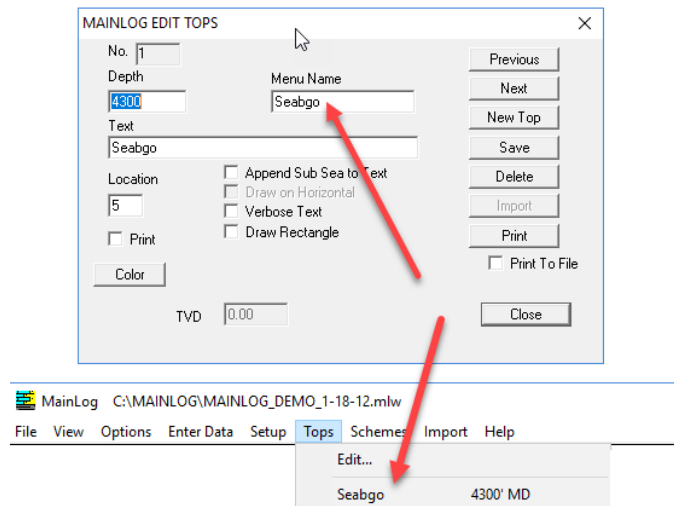 MAINLOG EDIT TOPS
No. 1
Previous
Depth
Menu Name
Next
4300
Seabgo
New Top
Text
Seabgo
Save
Location
Append Sub Sea to Text
Delete
Draw on Horizontal
5
Verbose Text
Import
Print
Draw Rectangle
Print
Print To File
Color
TVD 0.00
Close
MainLog C:\MAINLOG\MAINLOG_DEMO_1-18-12.mlw
File View Options Enter Data Setup Tops Schemes Import Help
Edit...
Seabgo 4300' MD